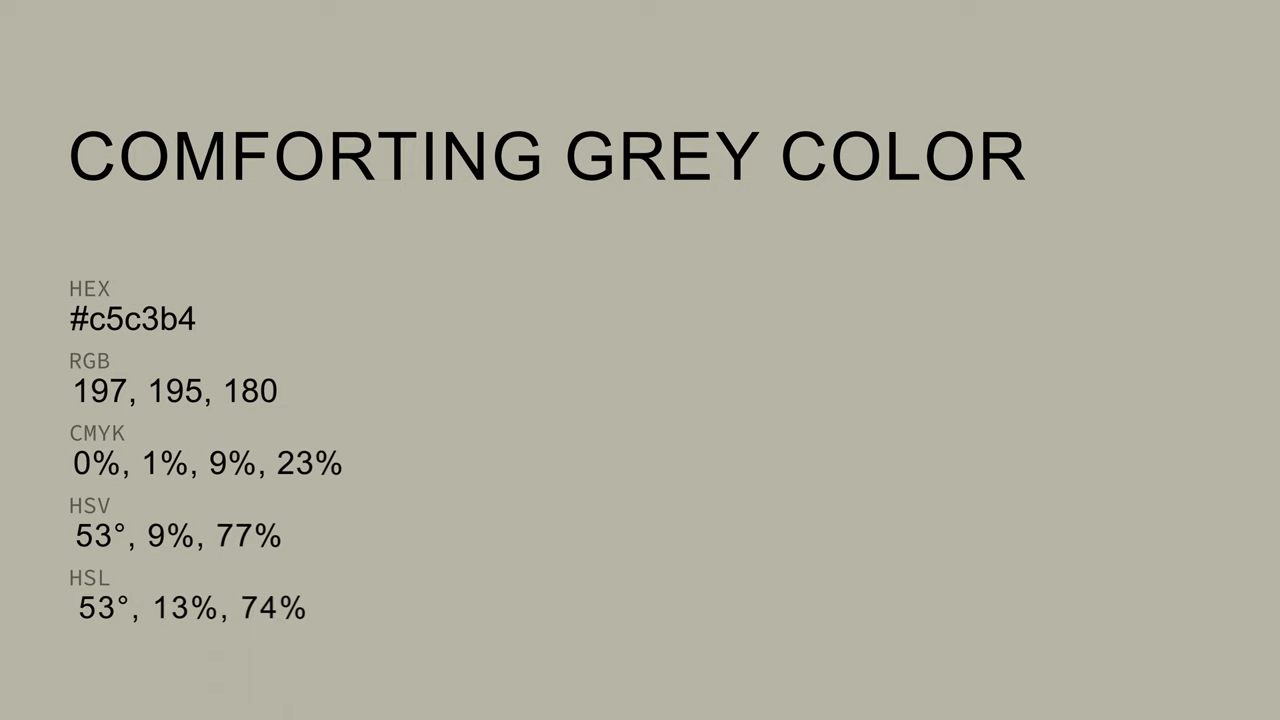 COMFORTING GREY COLOR
HEX
#c5c3b4
RGB
197, 195, 180
CMYK
0%, 1%, 9%, 23%
HSV
53°, 9%, 77%
HSL
53°, 13%, 74%